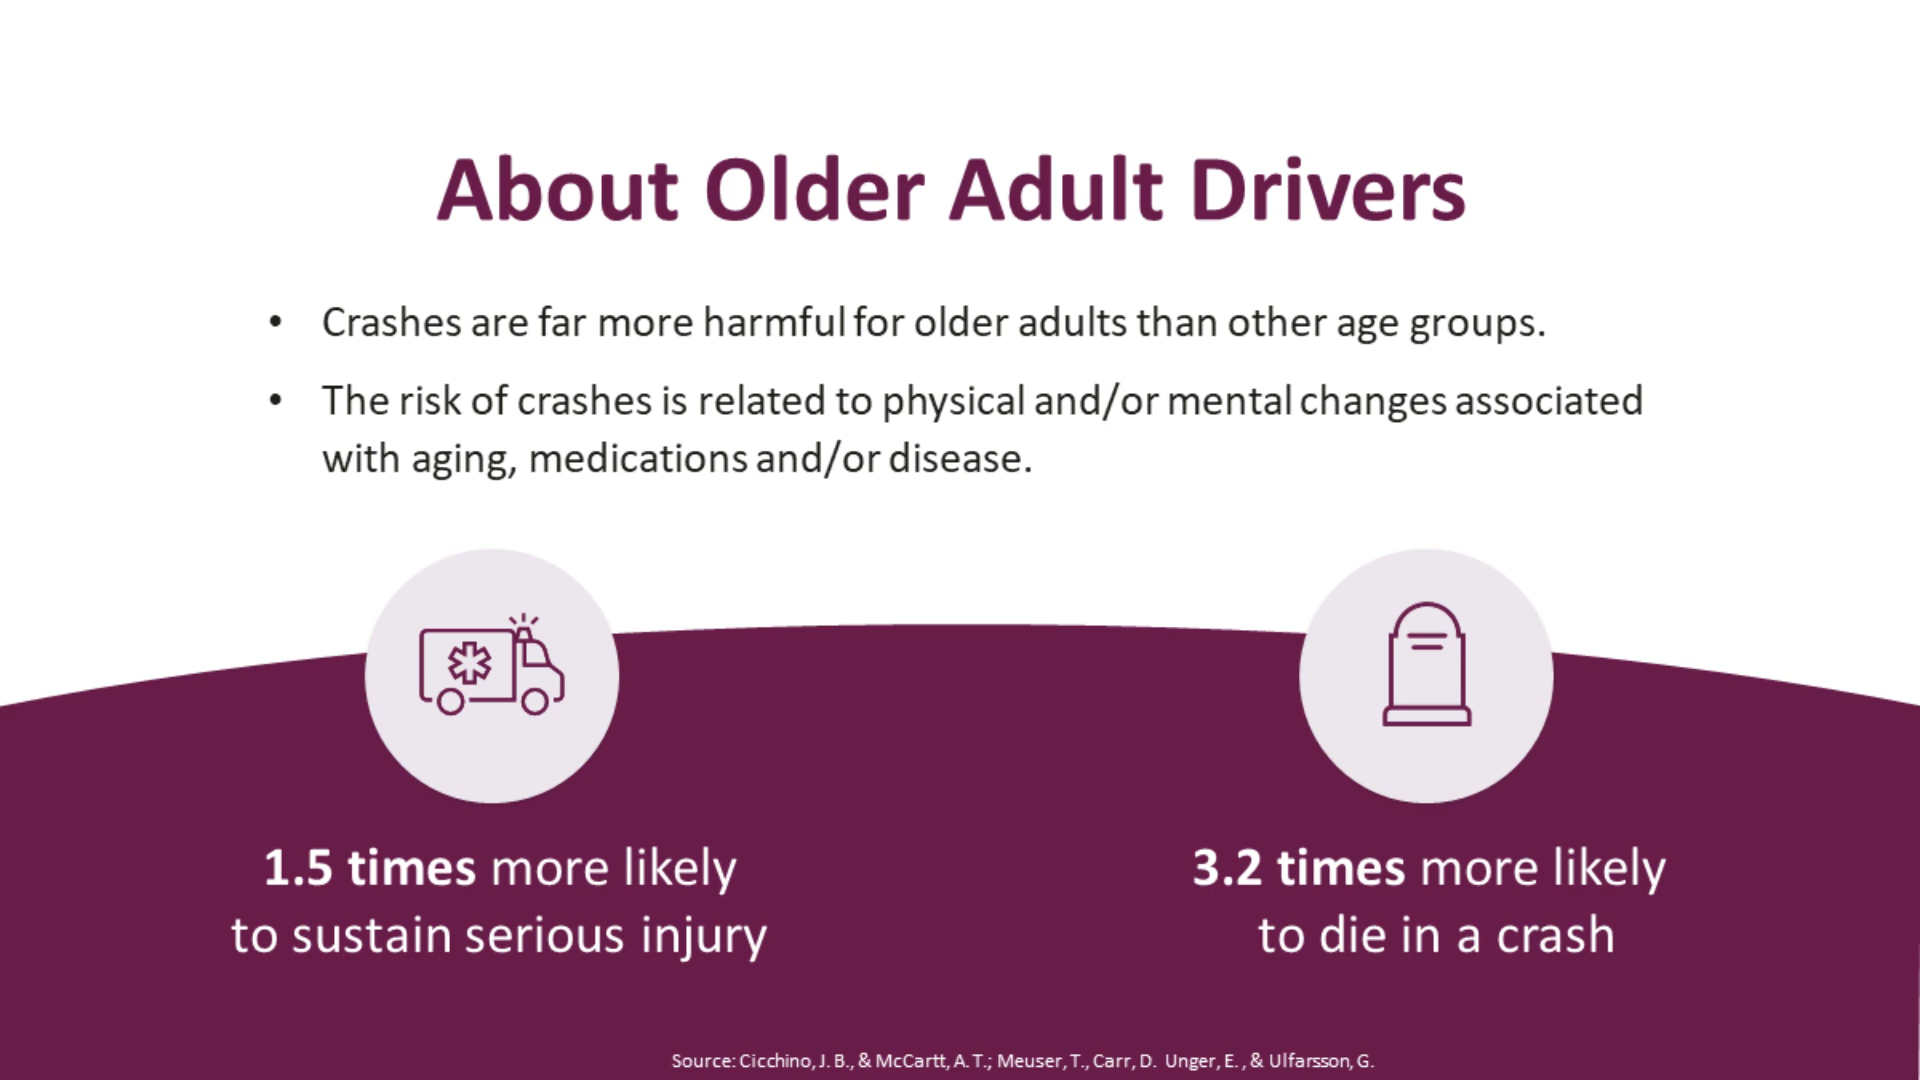 About Older Adult Drivers
• Crashes are far more harmful for older adults than other age groups.
• The risk of crashes is related to physical and/or mental changes associated
with aging, medications and/or disease.
1.5 times more likely
to sustain serious injury
3.2 times more likely
to die in a crash
Source: Cicchino, J. B., & McCartt, A. T.; Meuser, T., Carr, D. Unger, E. , & Ulfarsson, G.